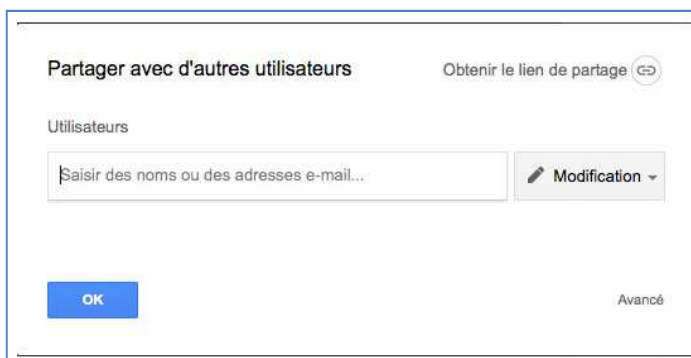 Partager avec d'autres utilisateurs Obtenir le lien de partage
Utilisateurs
Saisir des noms ou des adresses e-mail... Modification
OK Avancé